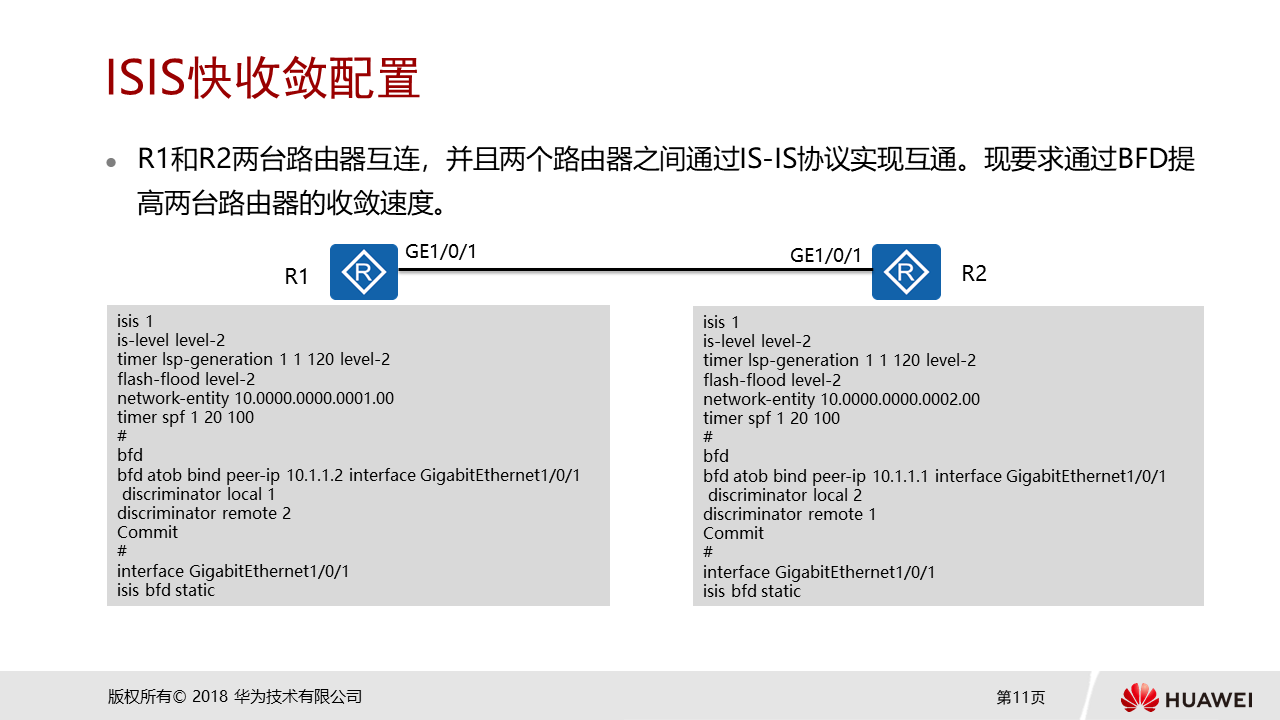 ISIS快收敛配置
R1和R2两台路由器互连，并且两个路由器之间通过IS-IS协议实现互通。现要求通过BFD提
高两台路由器的收敛速度。
R1
R
GE1/0/1
GE1/0/1
R
R2
isis 1
is-level level-2
timer lsp-generation 1 1 120 level-2
flash-flood level-2
network-entity 10.0000.0000.0001.00
timer spf 1 20 100
#
bfd
bfd atob bind peer-ip 10.1.1.2 interface GigabitEthernet1/0/1
discriminator local 1
discriminator remote 2
Commit
#
interface GigabitEthernet1/0/1
isis bfd static
isis 1
is-level level-2
timer lsp-generation 1 1 120 level-2
flash-flood level-2
network-entity 10.0000.0000.0002.00
timer spf 1 20 100
#
bfd
bfd atob bind peer-ip 10.1.1.1 interface GigabitEthernet1/0/1
discriminator local 2
discriminator remote 1
Commit
#
interface GigabitEthernet1/0/1
isis bfd static
版权所有© 2018 华为技术有限公司
第11页
HUAWEI